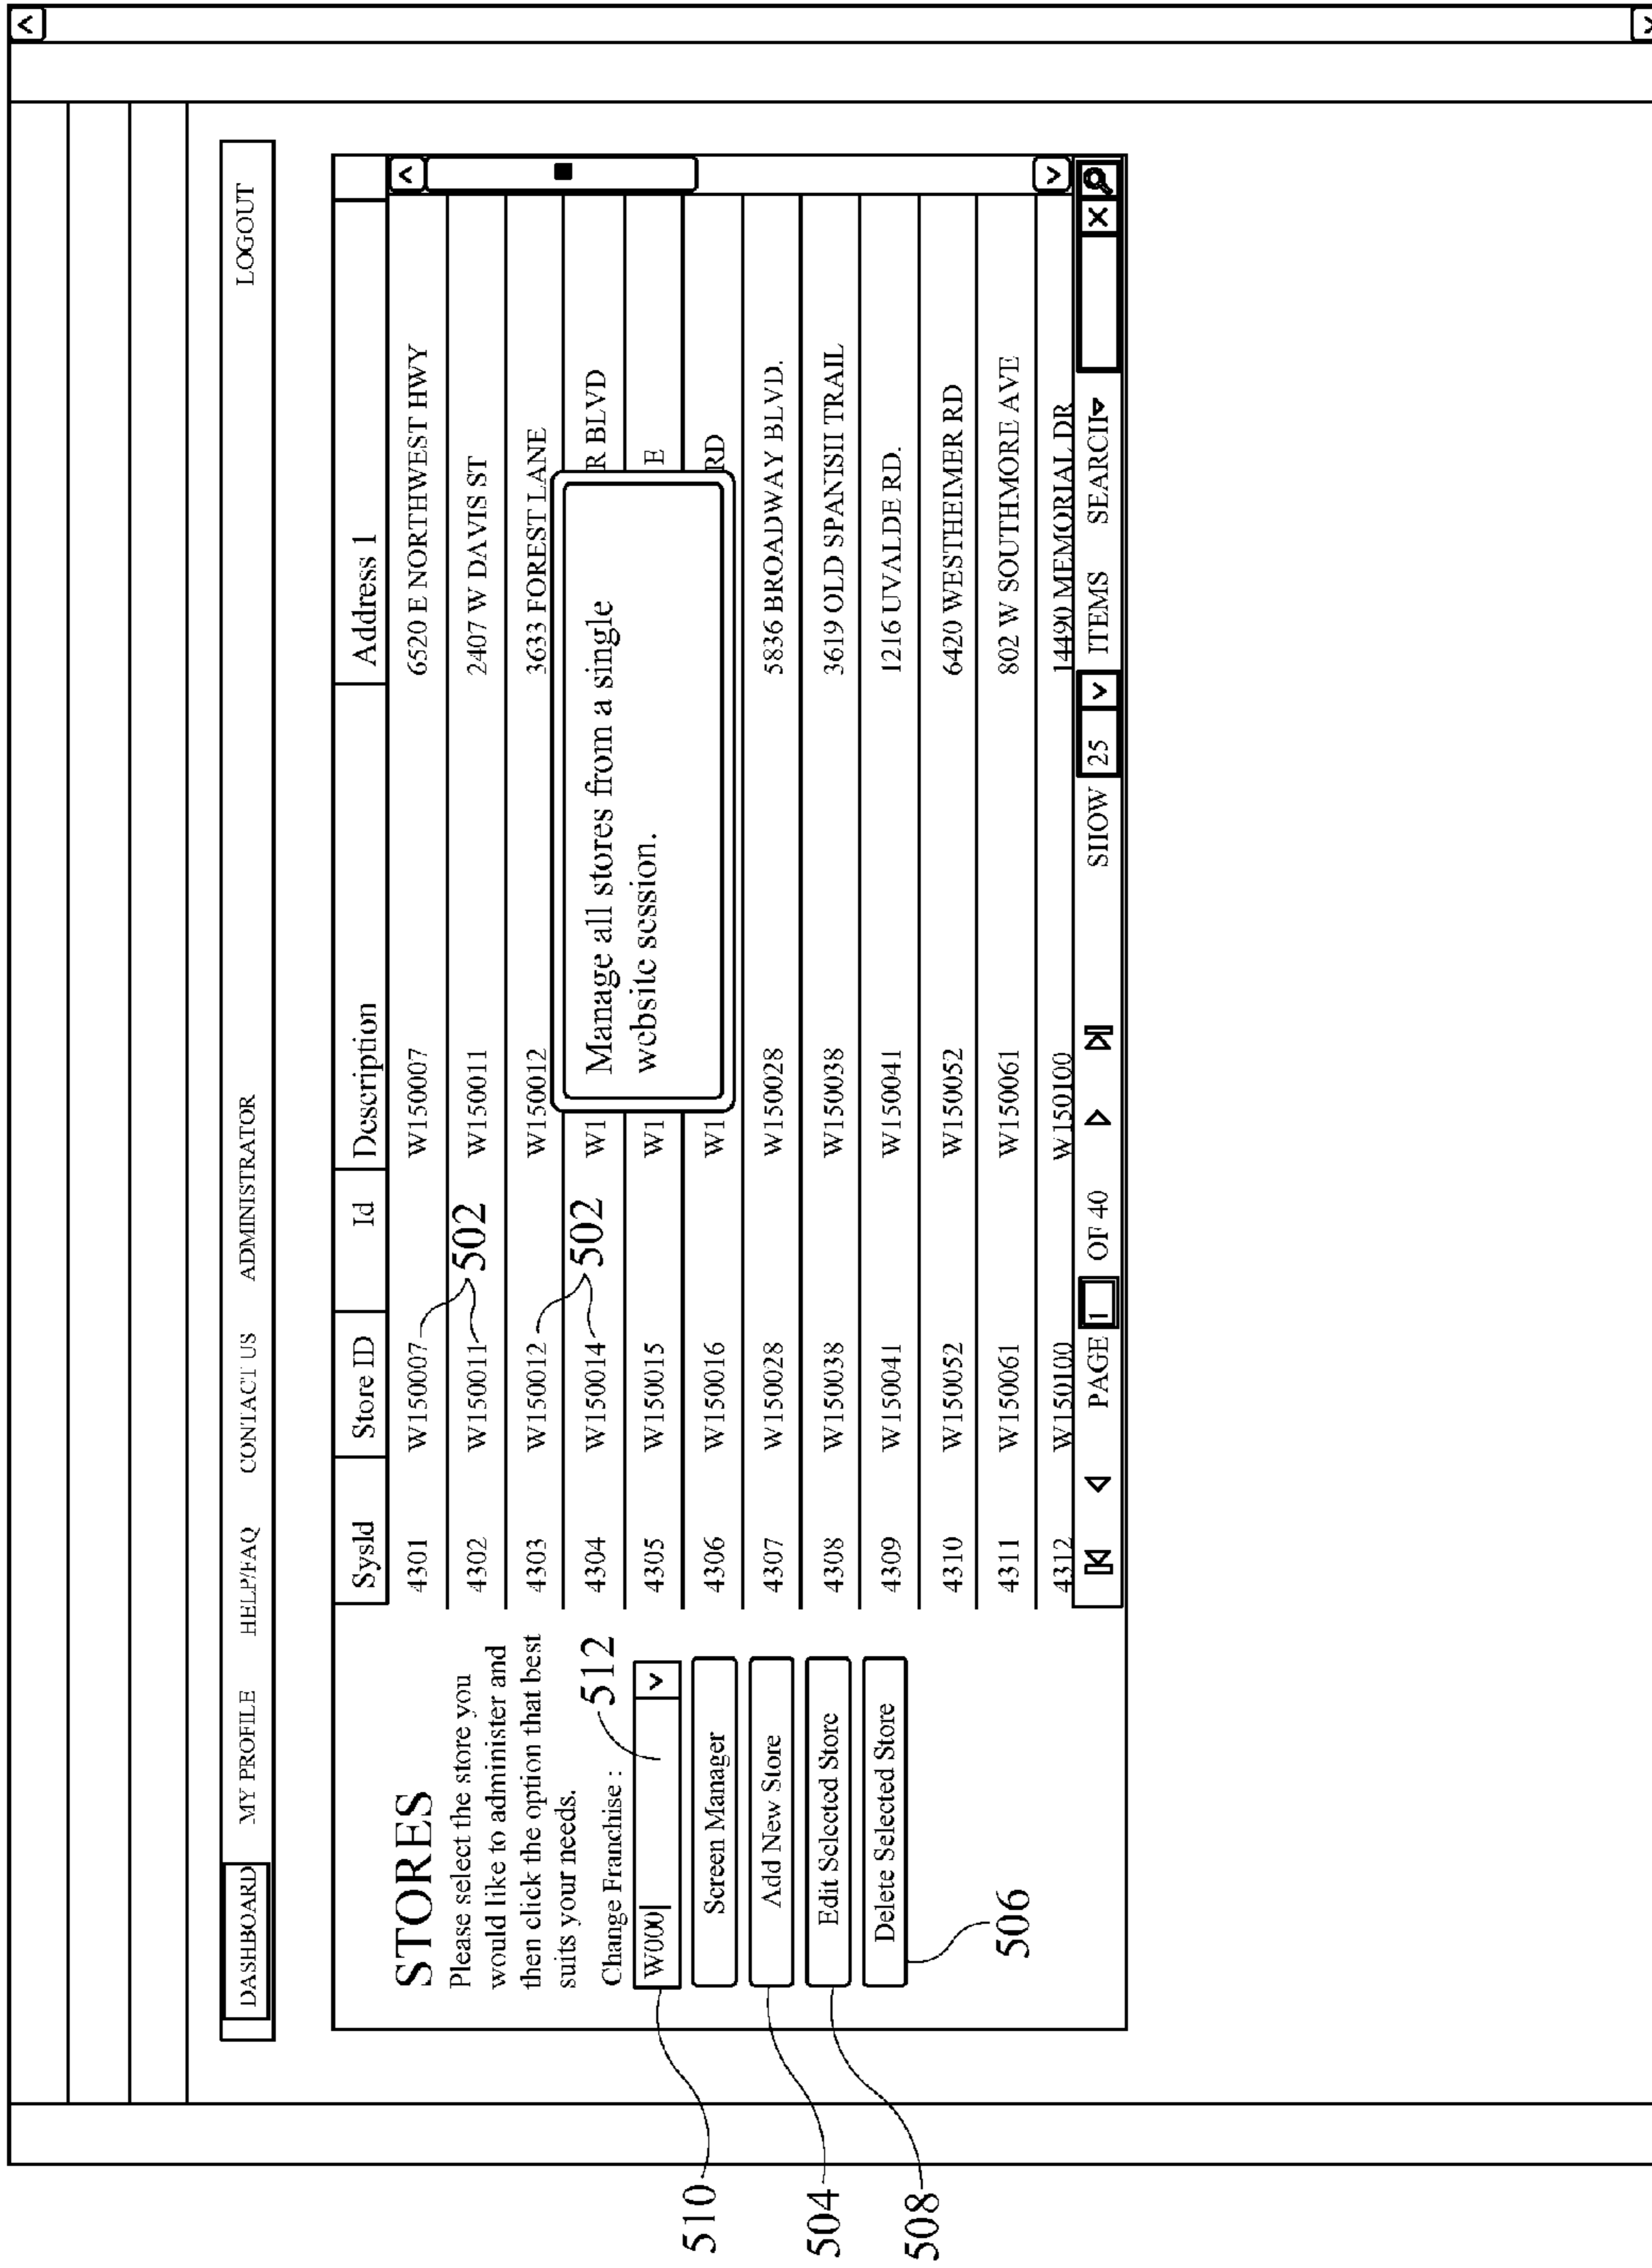 DASHBOARD MY PROFILE HELP/FAQ CONTACT US ADMINISTRATOR LOGOUT
STORES
Please select the store you
would like to administer and
then click the option that best
suits your needs.
Change Franchise :
512
W000
Screen Manager
Add New Store
Edit Selected Store
Delete Selected Store
510
504
508
506
SysId Store ID Id Description Address 1
4301 W150007 W150007 6520 E NORTHWEST HWY
4302 W150011 502 W150011 2407 W DAVIS ST
4303 W150012 W150012 3633 FOREST LANE
4304 W150014 502 W1 R BLVD
4305 W150015 W1 E
4306 W150016 W1 RD
Manage all stores from a single
website session.
4307 W150028 W150028 5836 BROADWAY BLVD.
4308 W150038 W150038 3619 OLD SPANISH TRAIL
4309 W150041 W150041 1216 UVALDE RD.
4310 W150052 W150052 6420 WESTHEIMER RD
4311 W150061 W150061 802 W SOUTHMORE AVE
4312 W150100 W150100 14490 MEMORIAL DR
PAGE 1 OF 40 SHOW 25 ITEMS SEARCH